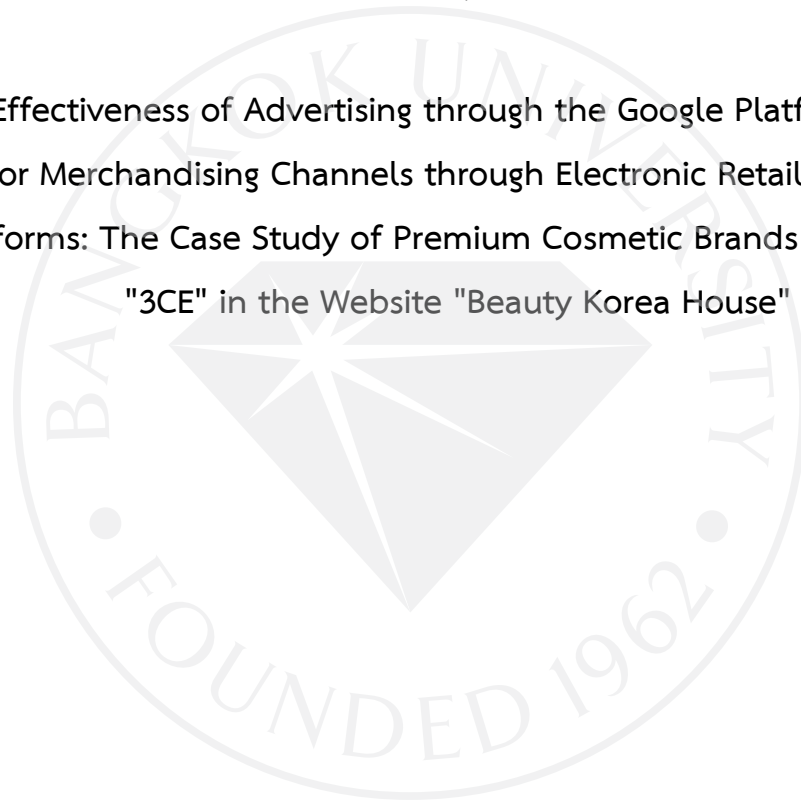 Effectiveness of Advertising through the Google Platf
or Merchandising Channels through Electronic Retail
forms: The Case Study of Premium Cosmetic Brands
"3CE" in the Website "Beauty Korea House"
BANGKOK UNIVERSITY
FOUNDED 1962